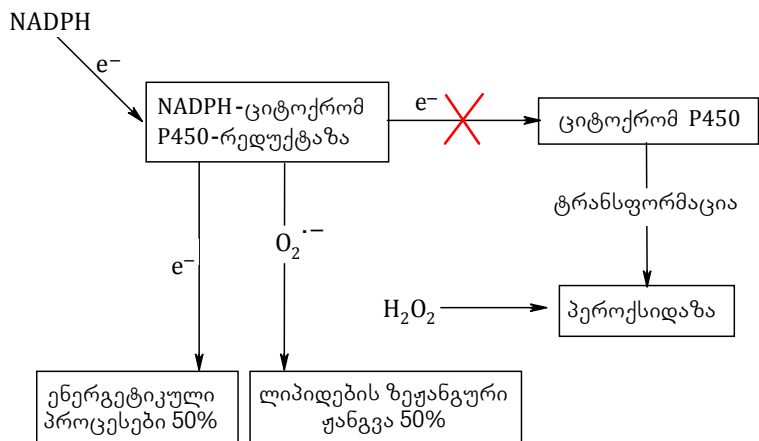 NADPH
e⁻
NADPH-ციტოქრომ
P450-რედუქტაზა
e⁻
ციტოქრომ P450
ტრანსფორმაცია
O₂˙⁻
e⁻
H₂O₂
პეროქსიდაზა
ენერგეტიკული
პროცესები 50%
ლიპიდების ზეჟანგური
ჟანგვა 50%